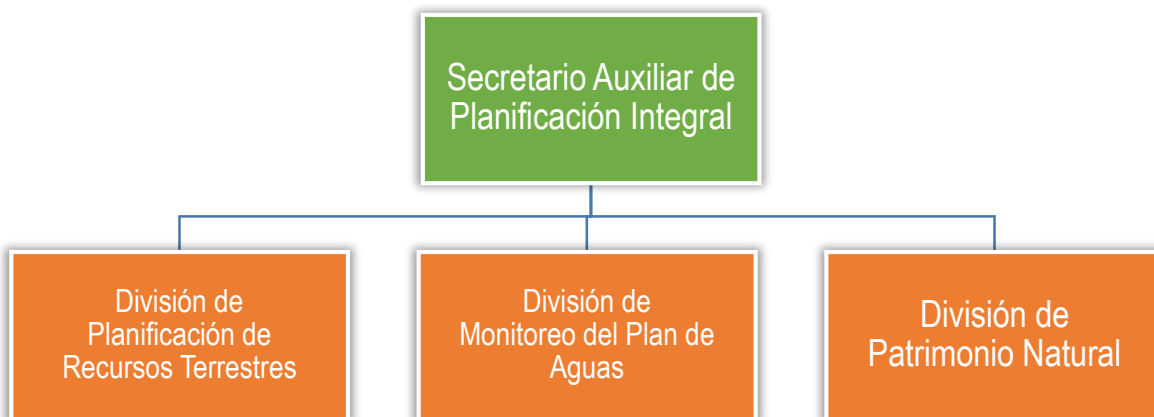 Secretario Auxiliar de
Planificación Integral
División de
Planificación de
Recursos Terrestres
División de
Monitoreo del Plan de
Aguas
División de
Patrimonio Natural